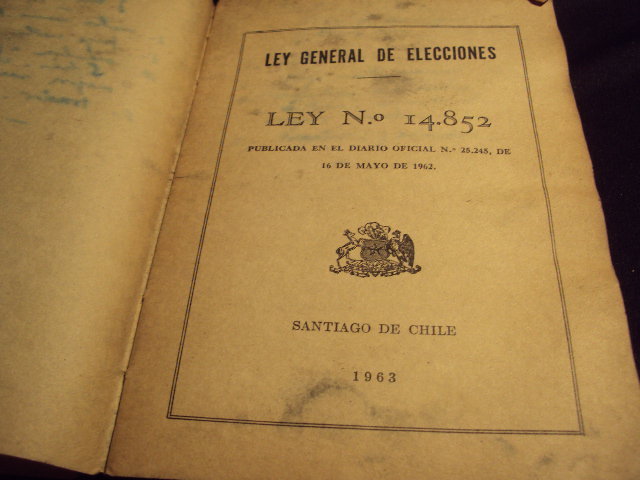 LEY GENERAL DE ELECCIONES
LEY N.o 14.852
PUBLICADA EN EL DIARIO OFICIAL N.º 25.245, DE
16 DE MAYO DE 1962.
SANTIAGO DE CHILE
1963